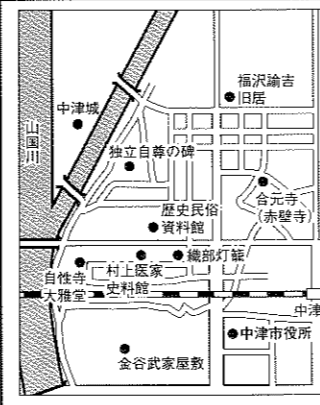 福沢諭吉
旧居
中津城
山国川
独立自尊の碑
合元寺
(赤壁寺)
歴史民俗
資料館
織部灯籠
自性寺
大雅堂
村上医家
史料館
中津
中津市役所
金谷武家屋敷